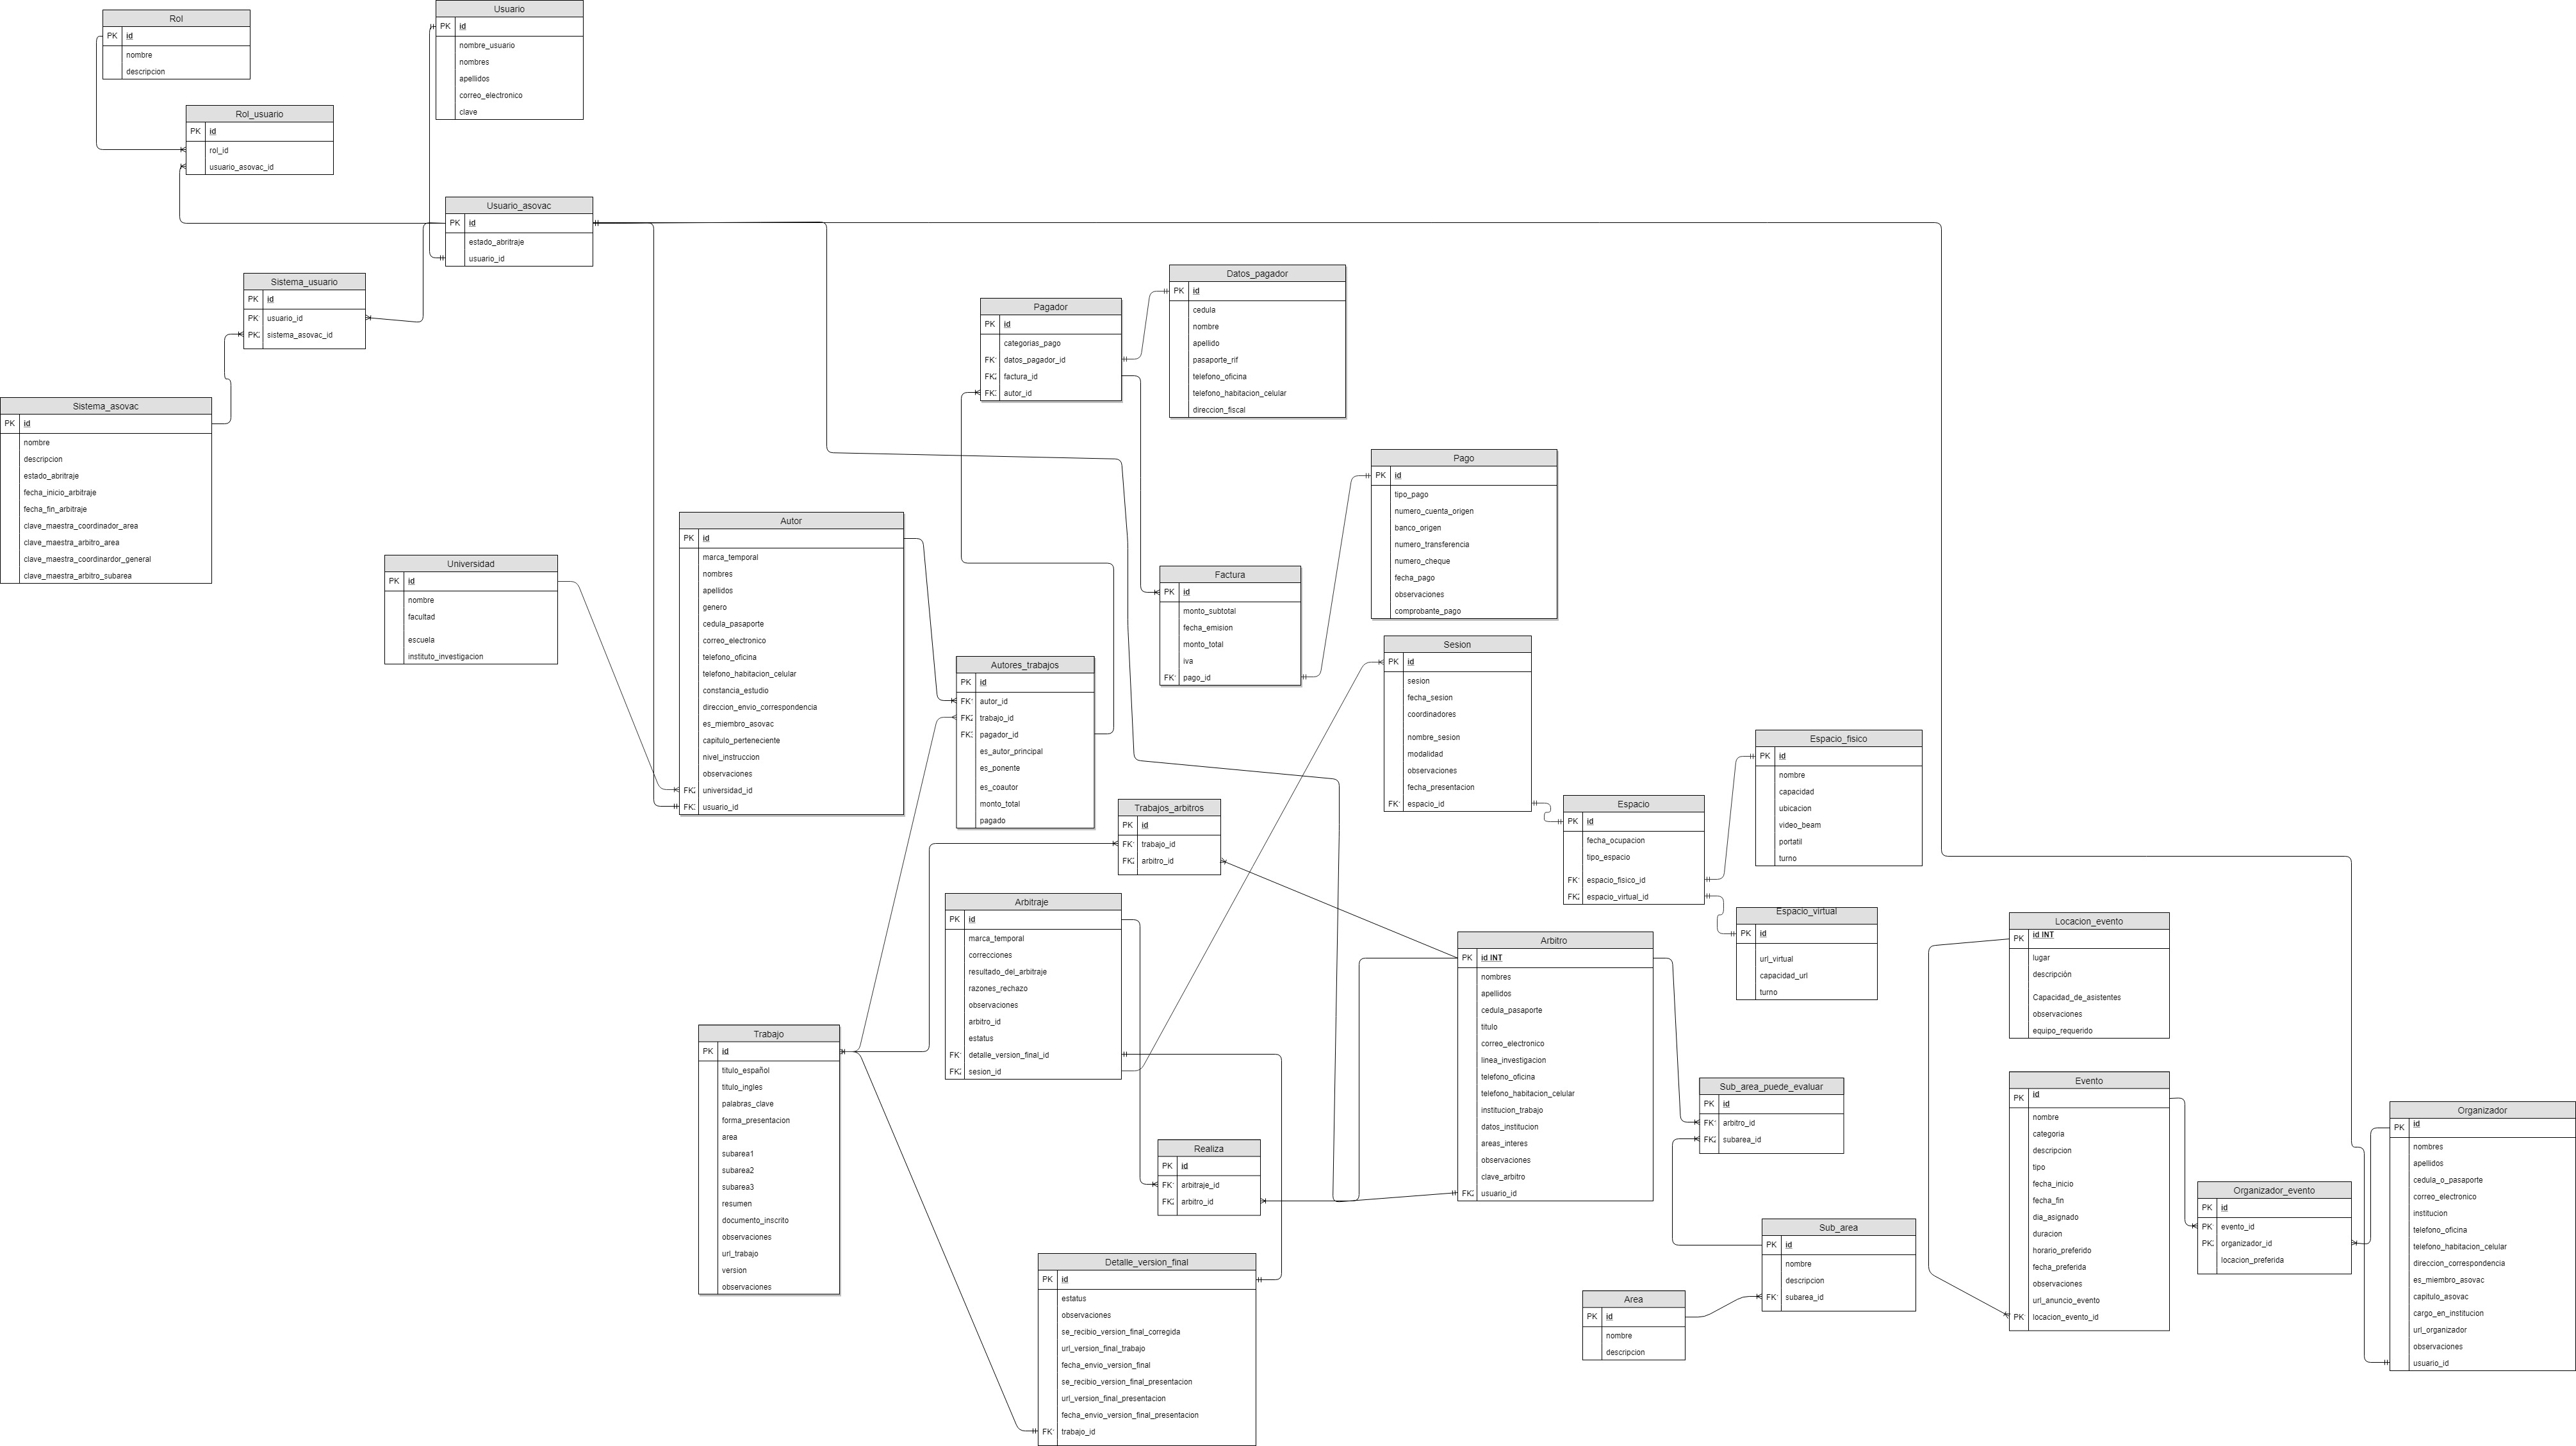 Rol
PK id
nombre
descripcion
Usuario
PK id
nombre_usuario
nombres
apellidos
correo_electronico
clave
Rol_usuario
PK id
rol_id
usuario_asovac_id
Usuario_asovac
PK id
estado_abritraje
usuario_id
Sistema_usuario
PK id
PK usuario_id
PK sistema_asovac_id
Sistema_asovac
PK id
nombre
descripcion
estado_abritraje
fecha_inicio_arbitraje
fecha_fin_arbitraje
clave_maestra_coordinador_area
clave_maestra_arbitro_area
clave_maestra_coordinardor_general
clave_maestra_arbitro_subarea
Pagador
PK id
categorias_pago
FK datos_pagador_id
FK factura_id
FK autor_id
Datos_pagador
PK id
cedula
nombre
apellido
pasaporte_rif
telefono_oficina
telefono_habitacion_celular
direccion_fiscal
Pago
PK id
tipo_pago
numero_cuenta_origen
banco_origen
numero_transferencia
numero_cheque
fecha_pago
observaciones
comprobante_pago
Universidad
PK id
nombre
facultad
escuela
instituto_investigacion
Autor
PK id
marca_temporal
nombres
apellidos
genero
cedula_pasaporte
correo_electronico
telefono_oficina
telefono_habitacion_celular
constancia_estudio
direccion_envio_correspondencia
es_miembro_asovac
capitulo_perteneciente
nivel_instruccion
observaciones
FK universidad_id
FK usuario_id
Factura
PK id
monto_subtotal
fecha_emision
monto_total
iva
FK pago_id
Autores_trabajos
PK id
FK autor_id
FK trabajo_id
FK pagador_id
es_autor_principal
es_ponente
es_coautor
monto_total
pagado
Sesion
PK id
sesion
fecha_sesion
coordinadores
nombre_sesion
modalidad
observaciones
fecha_presentacion
FK espacio_id
Espacio_fisico
PK id
nombre
capacidad
ubicacion
video_beam
portatil
turno
Espacio
PK id
fecha_ocupacion
tipo_espacio
FK espacio_fisico_id
FK espacio_virtual_id
Espacio_virtual
PK id
url_virtual
capacidad_url
turno
Trabajos_arbitros
PK id
FK trabajo_id
FK arbitro_id
Arbitraje
PK id
marca_temporal
correcciones
resultado_del_arbitraje
razones_rechazo
observaciones
arbitro_id
estatus
FK detalle_version_final_id
FK sesion_id
Arbitro
PK id INT
nombres
apellidos
cedula_pasaporte
titulo
correo_electronico
linea_investigacion
telefono_oficina
telefono_habitacion_celular
institucion_trabajo
datos_institucion
areas_interes
observaciones
clave_arbitro
FK usuario_id
Locacion_evento
PK id INT
lugar
descripción
Capacidad_de_asistentes
observaciones
equipo_requerido
Trabajo
PK id
titulo_español
titulo_ingles
palabras_clave
forma_presentacion
area
subarea1
subarea2
subarea3
resumen
documento_inscrito
observaciones
url_trabajo
version
observaciones
Evento
PK id
nombre
categoria
descripcion
tipo
fecha_inicio
fecha_fin
dia_asignado
duracion
horario_preferido
fecha_preferida
observaciones
url_anuncio_evento
PK locacion_evento_id
Sub_area_puede_evaluar
PK id
FK arbitro_id
FK subarea_id
Organizador
PK id
nombres
apellidos
cedula_o_pasaporte
correo_electronico
institucion
telefono_oficina
telefono_habitacion_celular
direccion_correspondencia
es_miembro_asovac
capitulo_asovac
cargo_en_institucion
url_organizador
observaciones
usuario_id
Realiza
PK id
FK arbitraje_id
FK arbitro_id
Organizador_evento
PK id
PK evento_id
PK organizador_id
locacion_preferida
Sub_area
PK id
nombre
descripcion
FK subarea_id
Detalle_version_final
PK id
estatus
observaciones
se_recibio_version_final_corregida
url_version_final_trabajo
fecha_envio_version_final
se_recibio_version_final_presentacion
url_version_final_presentacion
fecha_envio_version_final_presentacion
FK trabajo_id
Area
PK id
nombre
descripcion